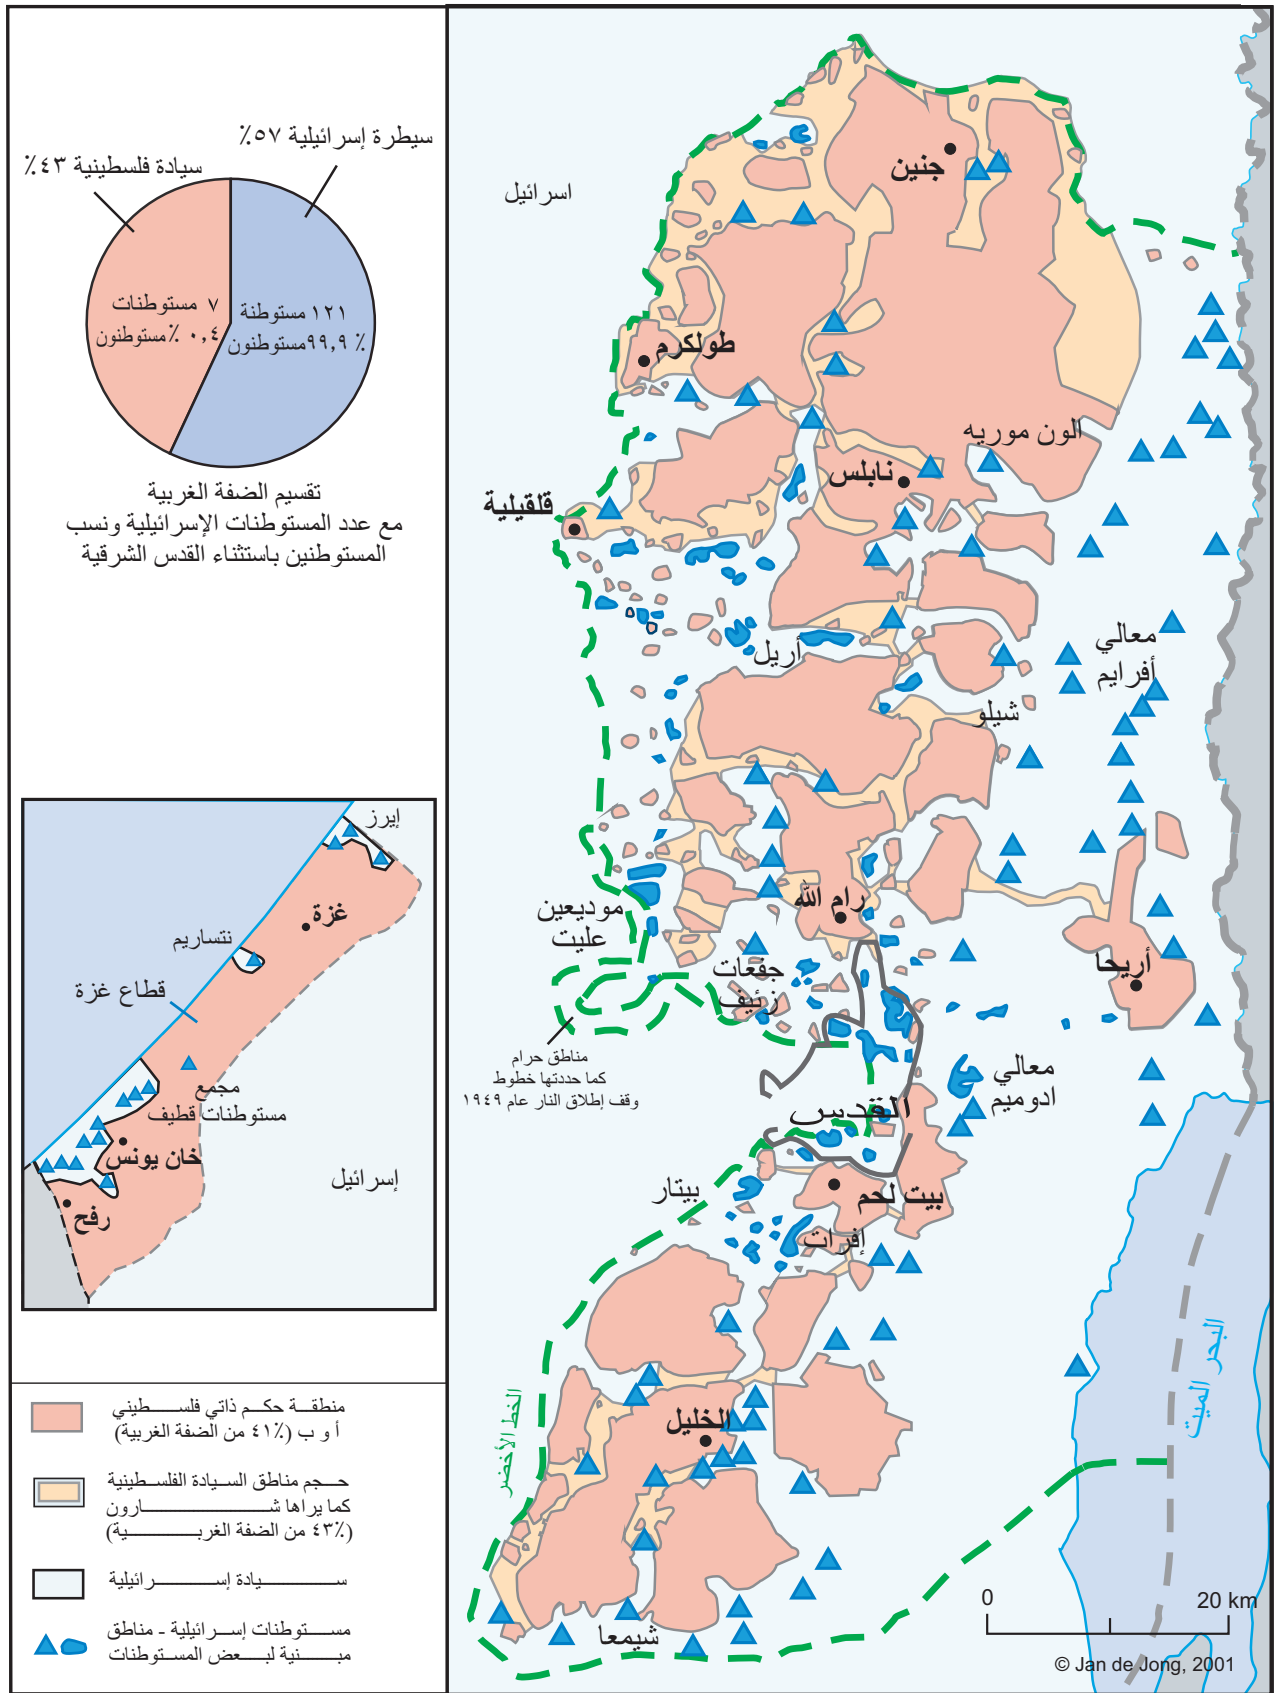 سيطرة إسرائيلية ٥٧٪
سيادة فلسطينية ٤٣٪
١٢١ مستوطنة
٩٩,٩ ٪ مستوطنون
٧ مستوطنات
٠,٤ ٪ مستوطنون
تقسيم الضفة الغربية
مع عدد المستوطنات الإسرائيلية ونسب
المستوطنين باستثناء القدس الشرقية
اسرائيل
جنين
طولكرم
الون موريه
نابلس
قلقيلية
معالي
أفرايم
أريل
شيلو
رام الله
موديعين
عليت
جفعات
زئيف
أريحا
مناطق حرام
كما حددتها خطوط
وقف إطلاق النار عام ١٩٤٩
معالي
ادوميم
القدس
بيتار
بيت لحم
إفرات
البحر الميت
الخط الأخضر
الخليل
شيمعا
إيرز
غزة
نتساريم
قطاع غزة
مجمع
مستوطنات قطيف
خان يونس
رفح
إسرائيل
منطقة حكم ذاتي فلسطيني
أ و ب (٤١٪ من الضفة الغربية)
حجم مناطق السيادة الفلسطينية
كما يراها شارون
(٤٣٪ من الضفة الغربية)
سيادة إسرائيلية
مستوطنات إسرائيلية - مناطق
مبنية لبعض المستوطنات
0 20 km
© Jan de Jong, 2001